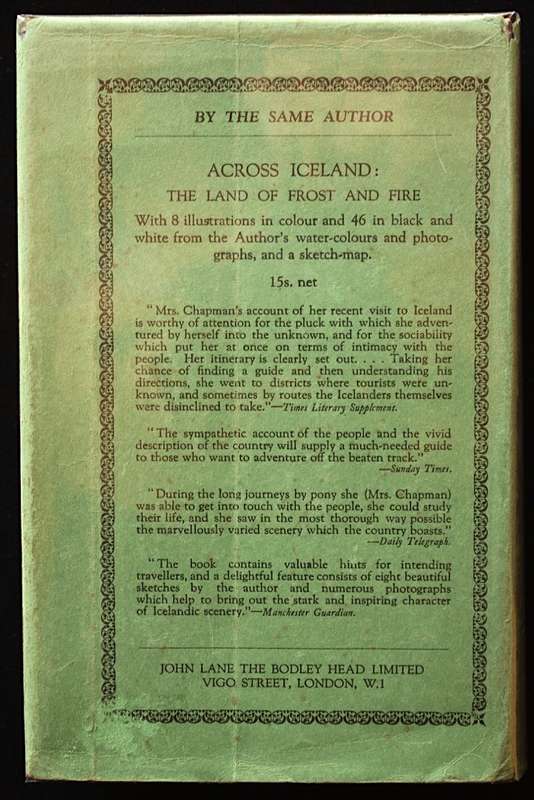 BY THE SAME AUTHOR
ACROSS ICELAND:
THE LAND OF FROST AND FIRE
With 8 illustrations in colour and 46 in black and
white from the Author's water-colours and photo-
graphs, and a sketch-map.
15s. net
"Mrs. Chapman's account of her recent visit to Iceland
is worthy of attention for the pluck with which she adven-
tured by herself into the unknown, and for the sociability
which put her at once on terms of intimacy with the
people. Her itinerary is clearly set out. . . . Taking her
chance of finding a guide and then understanding his
directions, she went to districts where tourists were un-
known, and sometimes by routes the Icelanders themselves
were disinclined to take."—Times Literary Supplement.
"The sympathetic account of the people and the vivid
description of the country will supply a much-needed guide
to those who want to adventure off the beaten track."
—Sunday Times.
"During the long journeys by pony she (Mrs. Chapman)
was able to get into touch with the people, she could study
their life, and she saw in the most thorough way possible
the marvellously varied scenery which the country boasts."
—Daily Telegraph.
"The book contains valuable hints for intending
travellers, and a delightful feature consists of eight beautiful
sketches by the author and numerous photographs
which help to bring out the stark and inspiring character
of Icelandic scenery."—Manchester Guardian.
JOHN LANE THE BODLEY HEAD LIMITED
VIGO STREET, LONDON, W.1